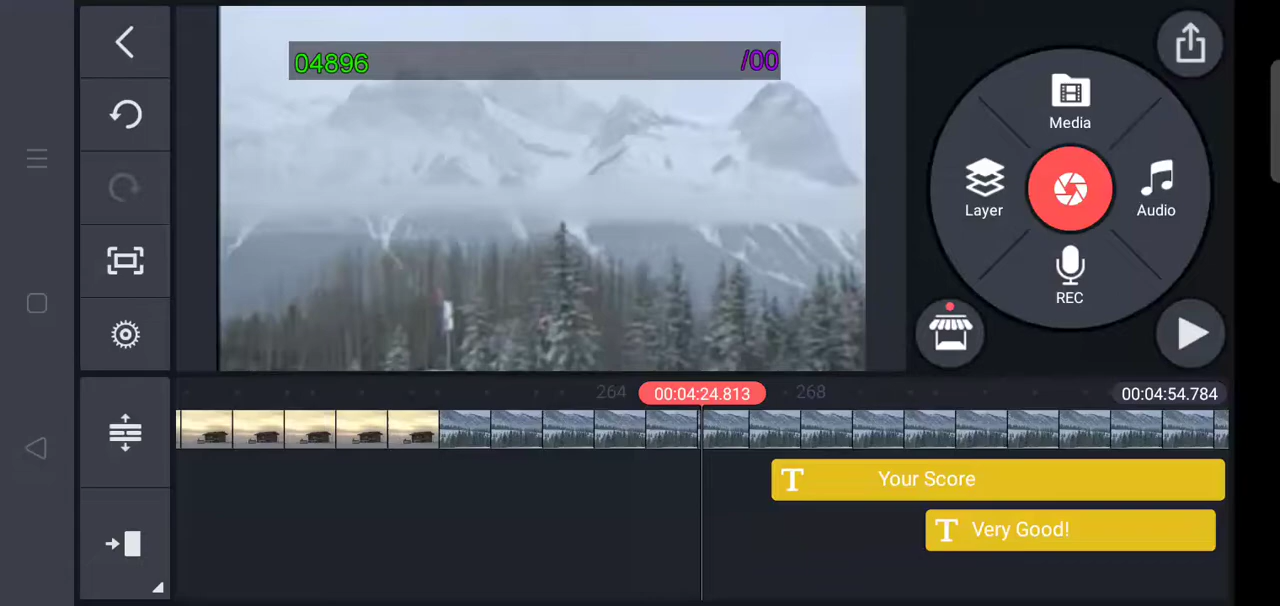 04896 /00
Media
Layer
Audio
REC
264 00:04:24.813 268 00:04:54.784
T Your Score
T Very Good!